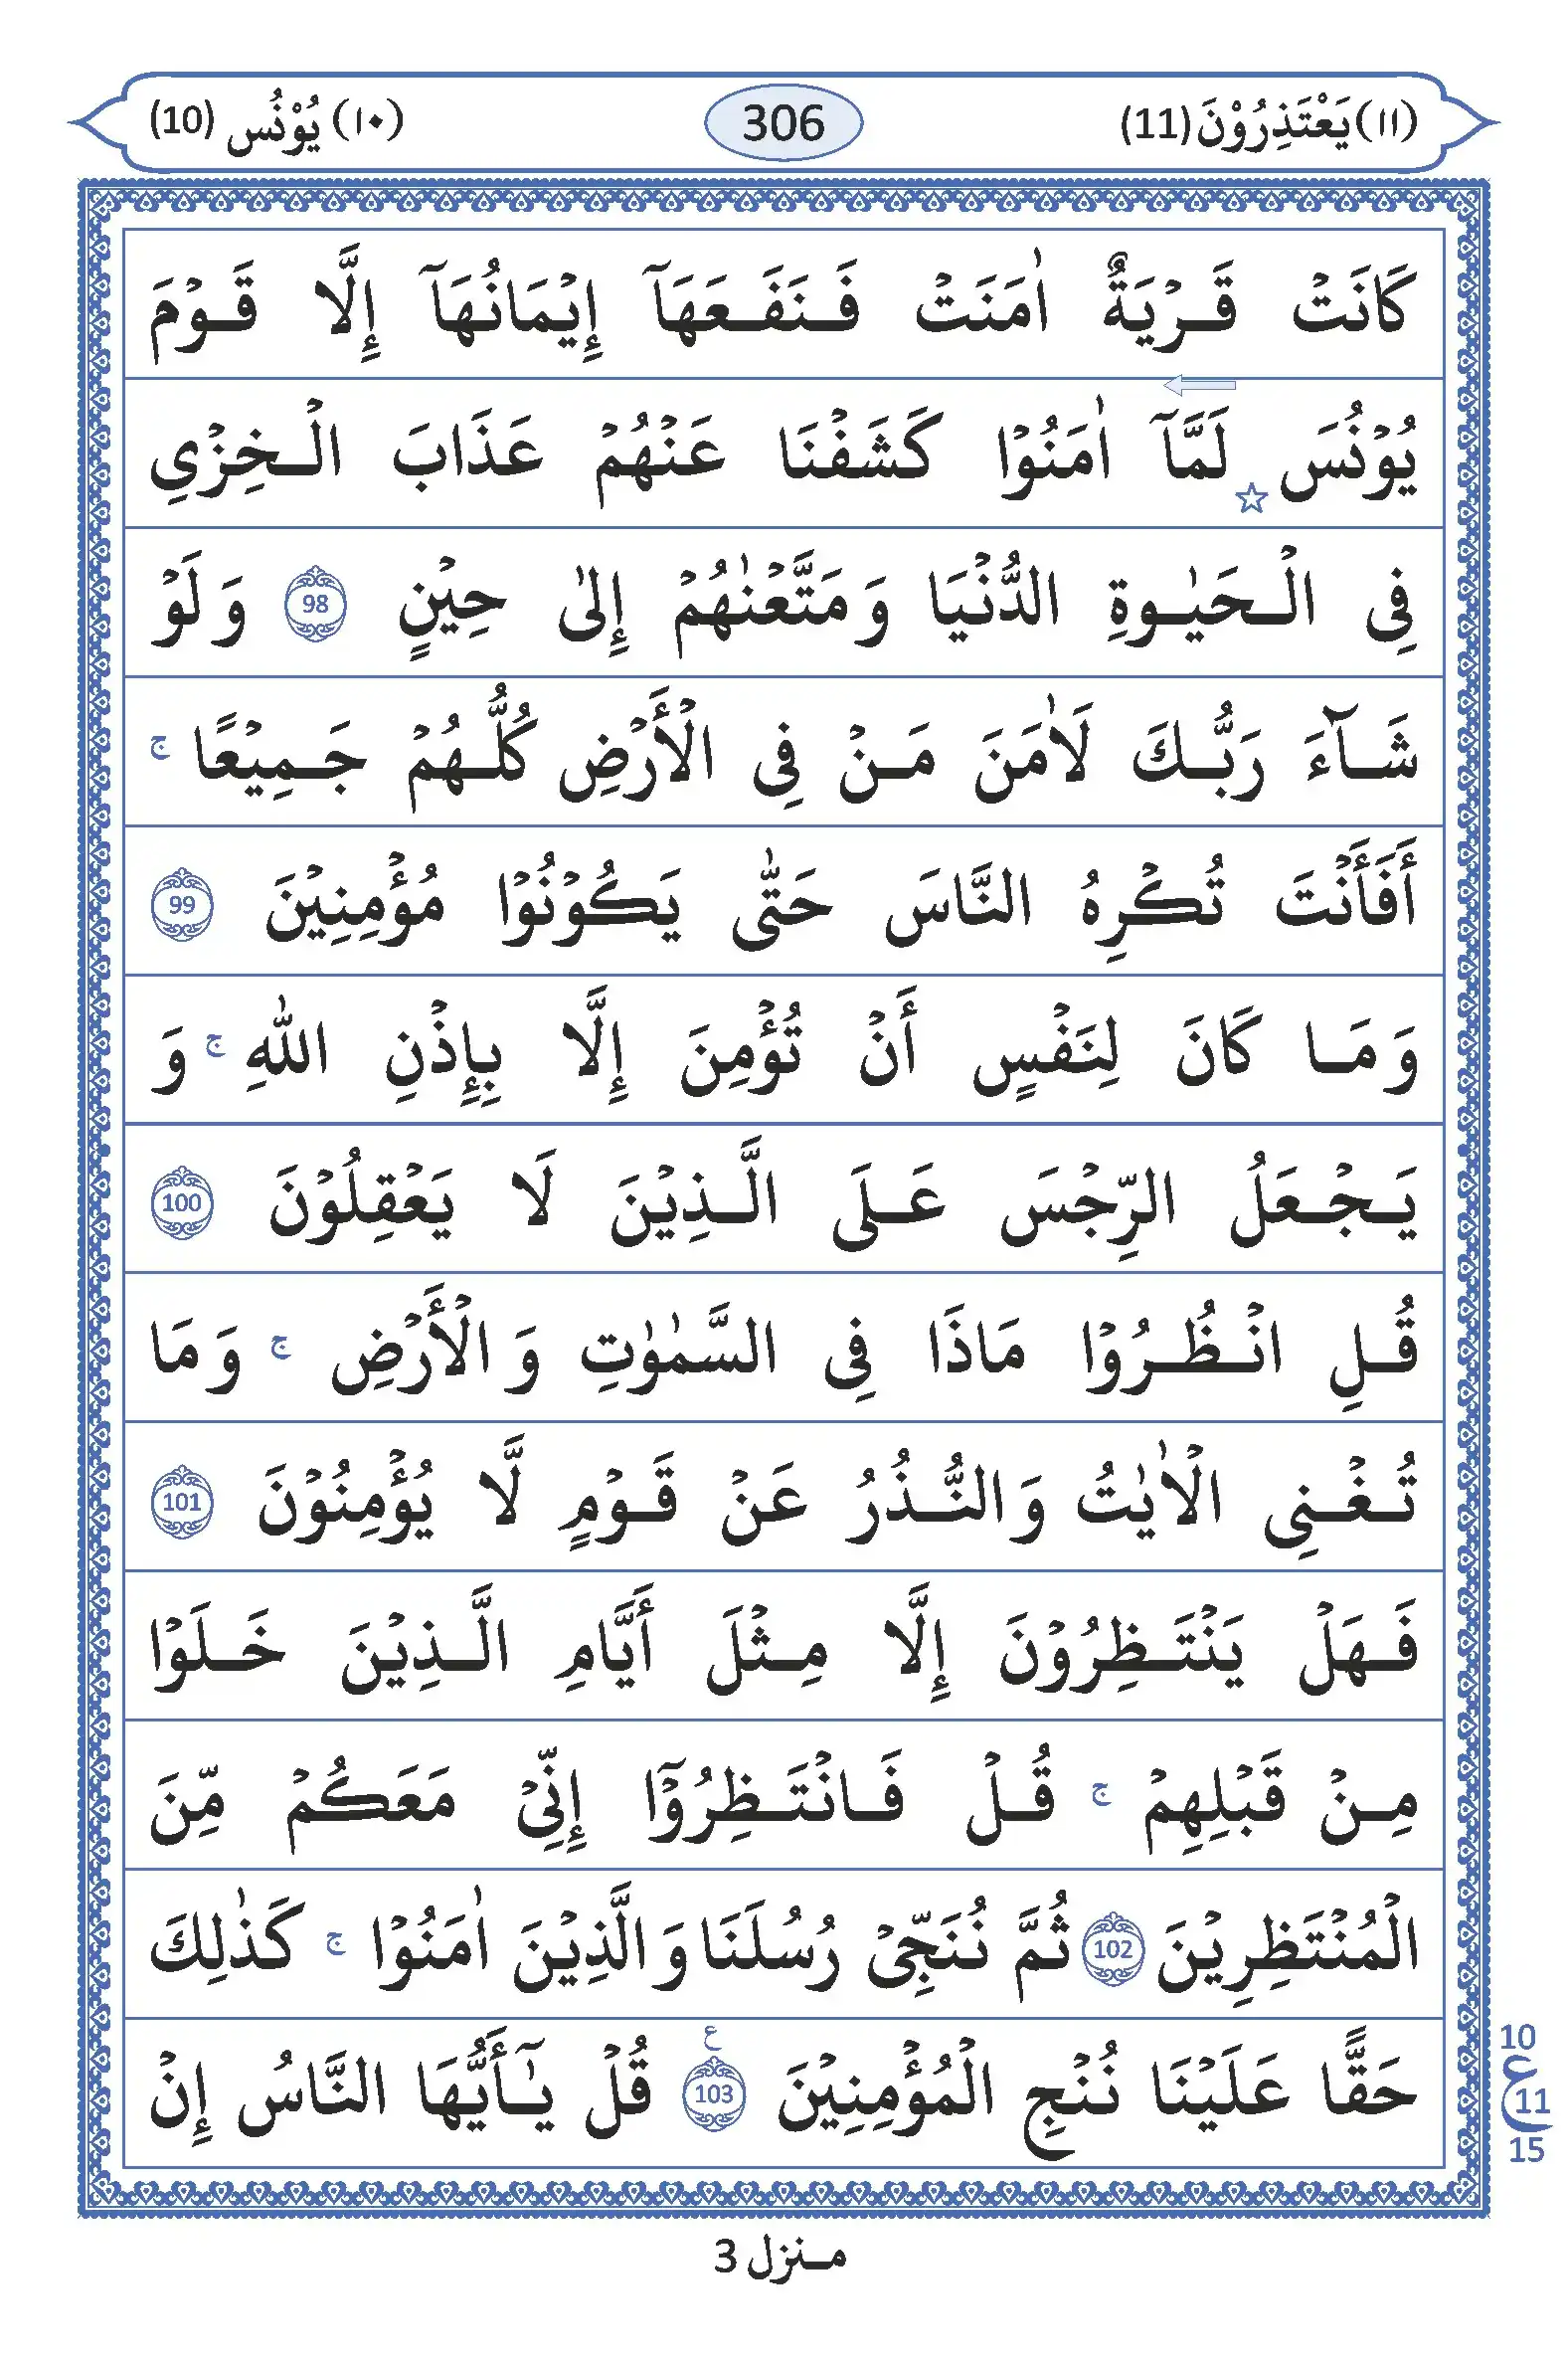 (١١) يَعْتَذِرُوْنَ (11) 306 (١٠) يُوْنُس (10)
كَانَتْ قَرْيَةٌ اٰمَنَتْ فَنَفَعَهَآ إِيْمَانُهَآ إِلَّا قَوْمَ
يُوْنُسَ ☆ لَمَّآ اٰمَنُوْا كَشَفْنَا عَنْهُمْ عَذَابَ الْخِزْىِ
فِى الْحَيٰوةِ الدُّنْيَا وَ مَتَّعْنٰهُمْ إِلىٰ حِيْنٍ 98 وَ لَوْ
شَآءَ رَبُّكَ لَاٰمَنَ مَنْ فِى الْأَرْضِ كُلُّهُمْ جَمِيْعًا ج
أَفَأَنْتَ تُكْرِهُ النَّاسَ حَتّٰى يَكُوْنُوْا مُؤْمِنِيْنَ 99
وَ مَا كَانَ لِنَفْسٍ أَنْ تُؤْمِنَ إِلَّا بِإِذْنِ اللهِ ج وَ
يَجْعَلُ الرِّجْسَ عَلَى الَّذِيْنَ لَا يَعْقِلُوْنَ 100
قُلِ انْظُرُوْا مَاذَا فِى السَّمٰوٰتِ وَ الْأَرْضِ ج وَ مَا
تُغْنِى الْاٰيٰتُ وَ النُّذُرُ عَنْ قَوْمٍ لَّا يُؤْمِنُوْنَ 101
فَهَلْ يَنْتَظِرُوْنَ إِلَّا مِثْلَ أَيَّامِ الَّذِيْنَ خَلَوْا
مِنْ قَبْلِهِمْ ج قُلْ فَانْتَظِرُوْٓا إِنِّىْ مَعَكُمْ مِّنَ
الْمُنْتَظِرِيْنَ 102 ثُمَّ نُنَجِّىْ رُسُلَنَا وَ الَّذِيْنَ اٰمَنُوْا ج كَذٰلِكَ
حَقًّا عَلَيْنَا نُنْجِ الْمُؤْمِنِيْنَ 103 ع قُلْ يٰٓأَيُّهَا النَّاسُ إِنْ
10
ع 11
15
منزل 3